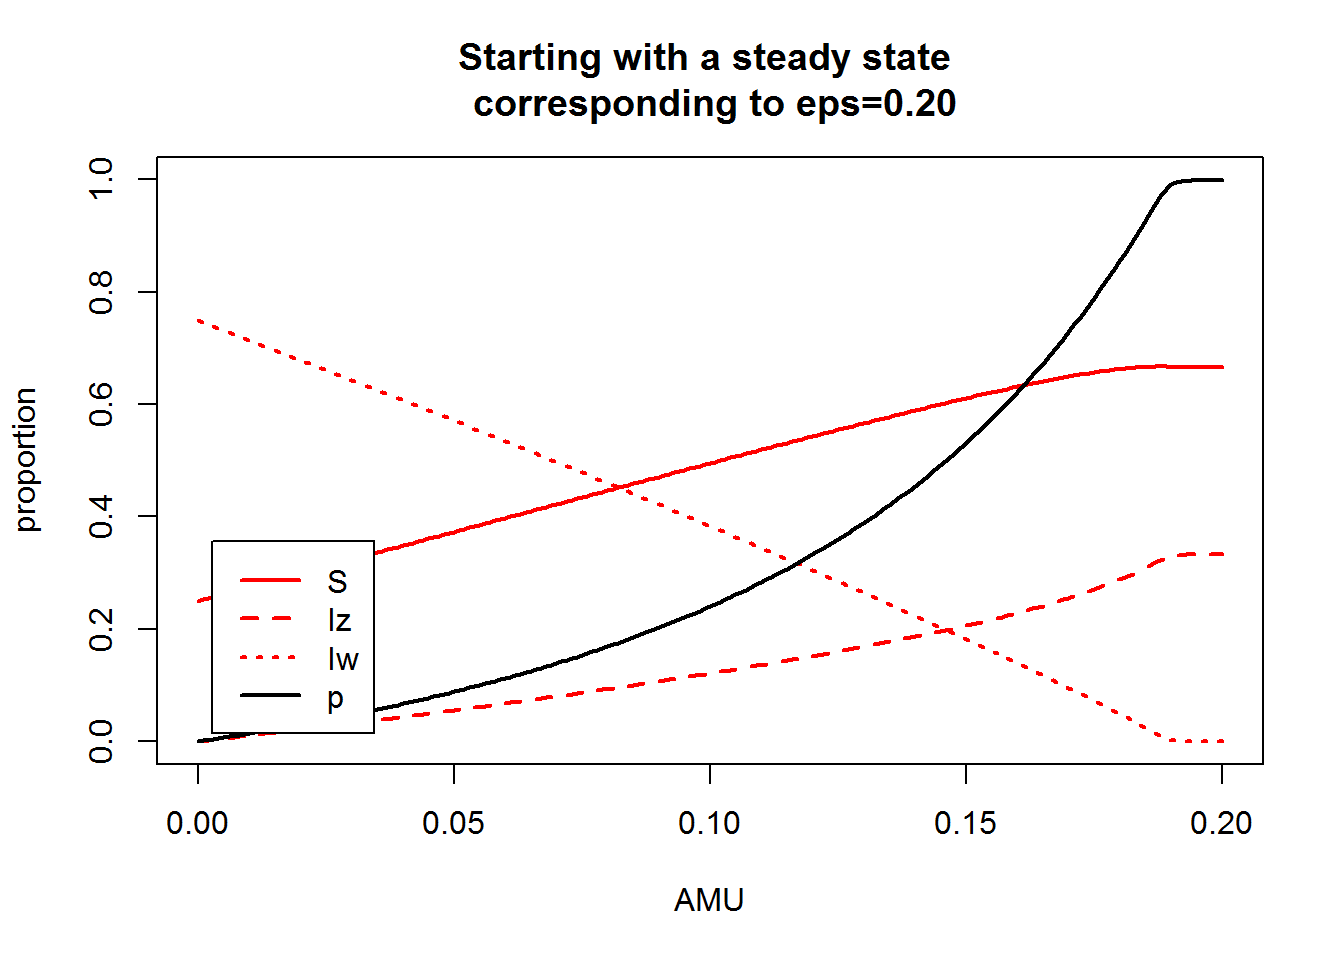 Starting with a steady state
corresponding to eps=0.20
proportion
1.0
0.8
0.6
0.4
0.2
0.0
S
Iz
Iw
p
0.00 0.05 0.10 0.15 0.20
AMU